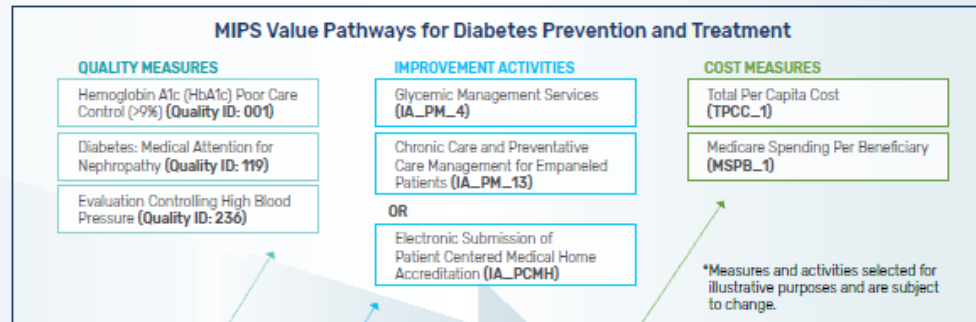 MIPS Value Pathways for Diabetes Prevention and Treatment
QUALITY MEASURES
Hemoglobin A1c (HbA1c) Poor Care
Control (>9%) (Quality ID: 001)
Diabetes: Medical Attention for
Nephropathy (Quality ID: 119)
Evaluation Controlling High Blood
Pressure (Quality ID: 236)
IMPROVEMENT ACTIVITIES
Glycemic Management Services
(IA_PM_4)
Chronic Care and Preventative
Care Management for Empaneled
Patients (IA_PM_13)
OR
Electronic Submission of
Patient Centered Medical Home
Accreditation (IA_PCMH)
COST MEASURES
Total Per Capita Cost
(TPCC_1)
Medicare Spending Per Beneficiary
(MSPB_1)
*Measures and activities selected for
illustrative purposes and are subject
to change.